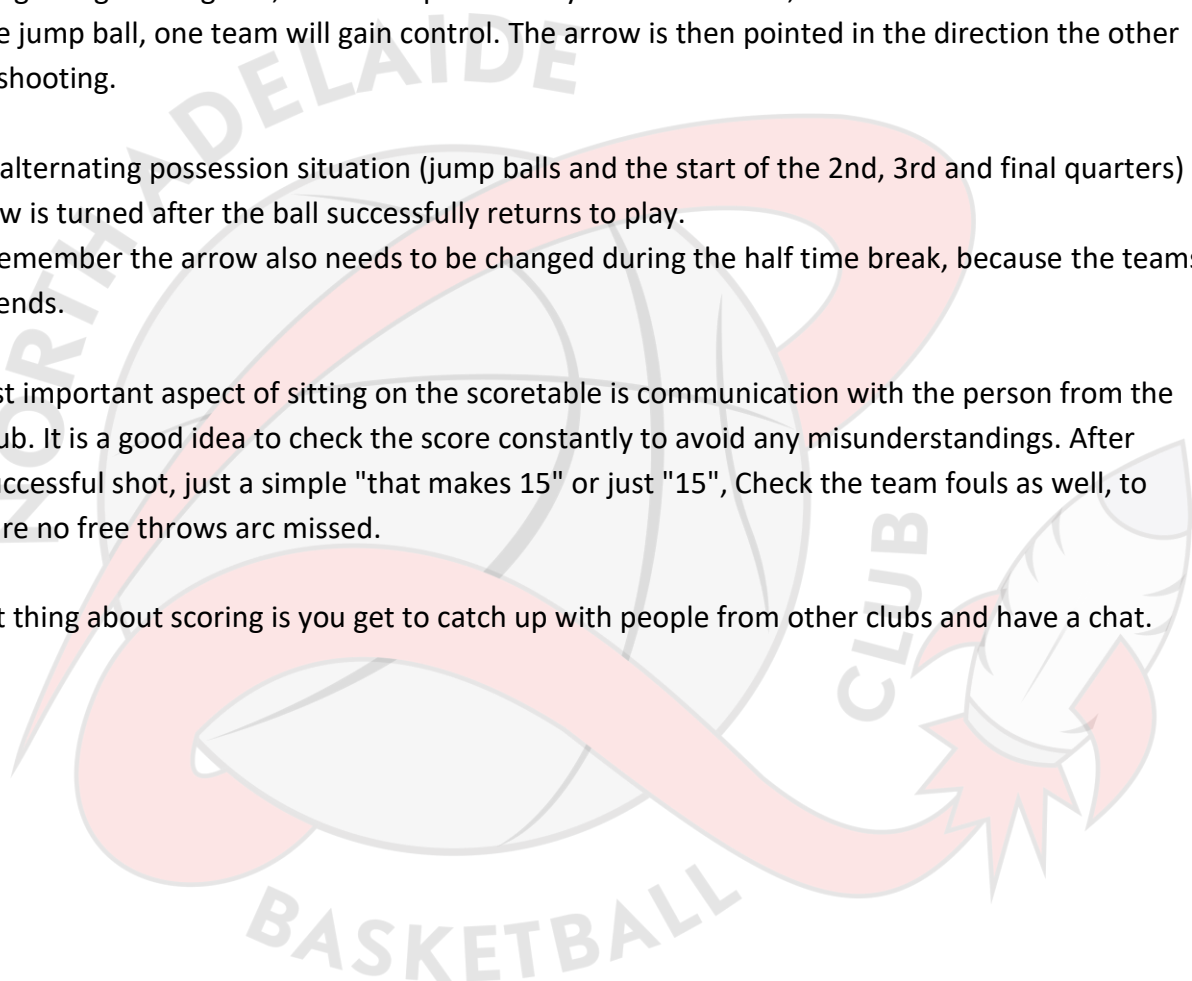 e jump ball, one team will gain control. The arrow is then pointed in the direction the other
shooting.
alternating possession situation (jump balls and the start of the 2nd, 3rd and final quarters)
w is turned after the ball successfully returns to play.
emember the arrow also needs to be changed during the half time break, because the teams
ends.
st important aspect of sitting on the scoretable is communication with the person from the
ub. It is a good idea to check the score constantly to avoid any misunderstandings. After
uccessful shot, just a simple "that makes 15" or just "15", Check the team fouls as well, to
re no free throws arc missed.
t thing about scoring is you get to catch up with people from other clubs and have a chat.
NORTH ADELAIDE
BASKETBALL
CLUB